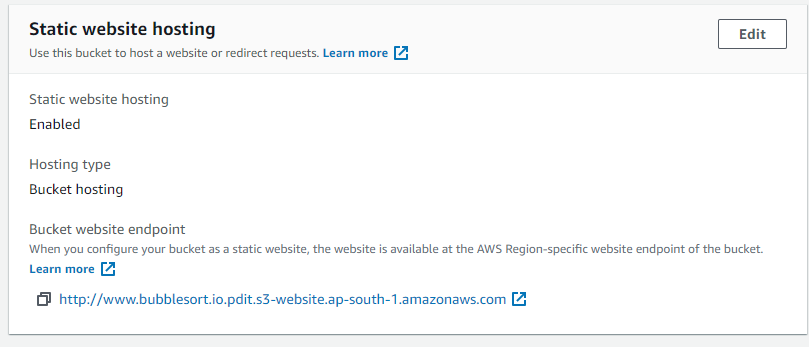 Static website hosting
Edit
Use this bucket to host a website or redirect requests. Learn more
Static website hosting
Enabled
Hosting type
Bucket hosting
Bucket website endpoint
When you configure your bucket as a static website, the website is available at the AWS Region-specific website endpoint of the bucket.
Learn more
http://www.bubblesort.io.pdit.s3-website.ap-south-1.amazonaws.com